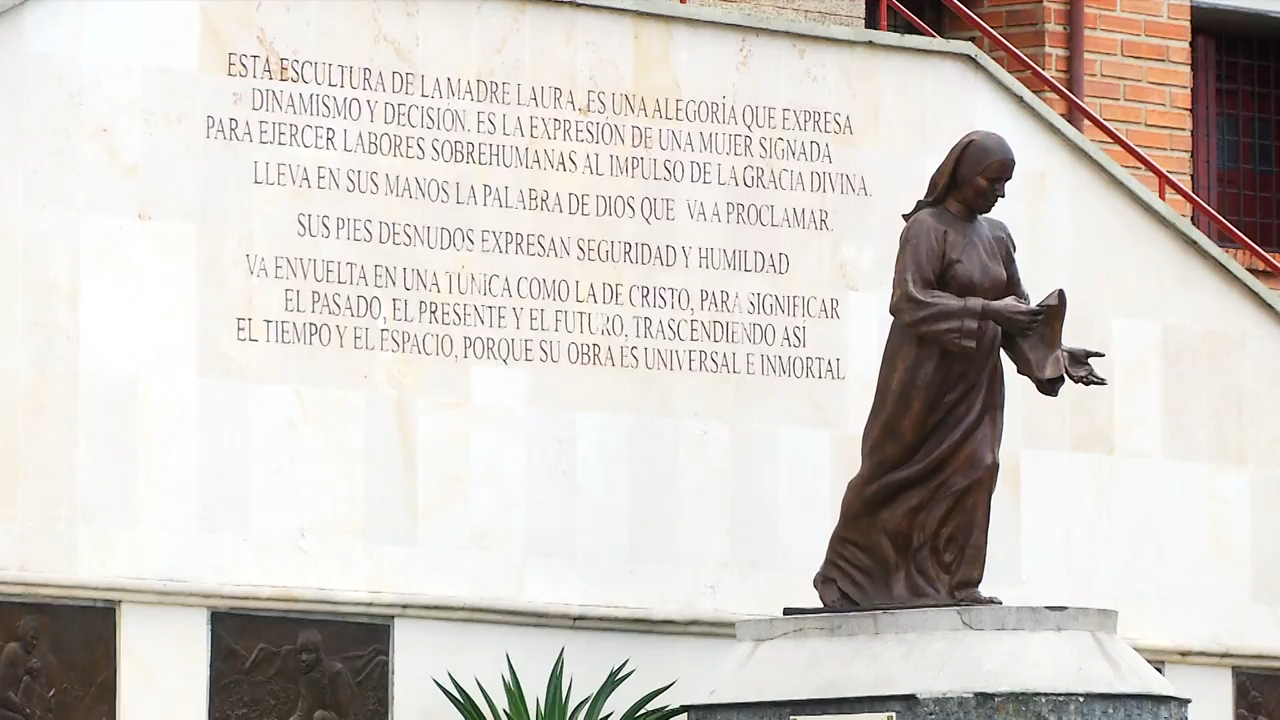 ESTA ESCULTURA DE LA MADRE LAURA, ES UNA ALEGORÍA QUE EXPRESA
DINAMISMO Y DECISIÓN. ES LA EXPRESIÓN DE UNA MUJER SIGNADA
PARA EJERCER LABORES SOBREHUMANAS AL IMPULSO DE LA GRACIA DIVINA.
LLEVA EN SUS MANOS LA PALABRA DE DIOS QUE VA A PROCLAMAR.
SUS PIES DESNUDOS EXPRESAN SEGURIDAD Y HUMILDAD
VA ENVUELTA EN UNA TÚNICA COMO LA DE CRISTO, PARA SIGNIFICAR
EL PASADO, EL PRESENTE Y EL FUTURO, TRASCENDIENDO ASÍ
EL TIEMPO Y EL ESPACIO, PORQUE SU OBRA ES UNIVERSAL E INMORTAL